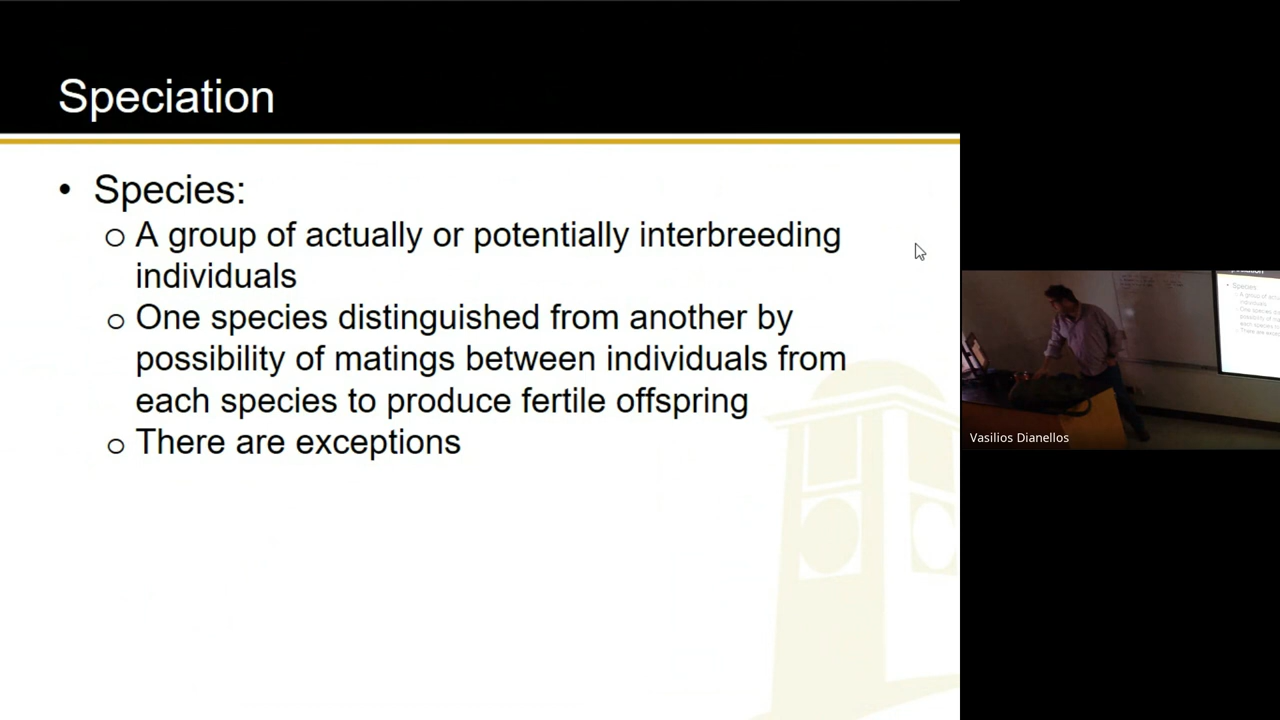 Speciation
• Species:
o A group of actually or potentially interbreeding
individuals
o One species distinguished from another by
possibility of matings between individuals from
each species to produce fertile offspring
o There are exceptions
Vasilios Dianellos